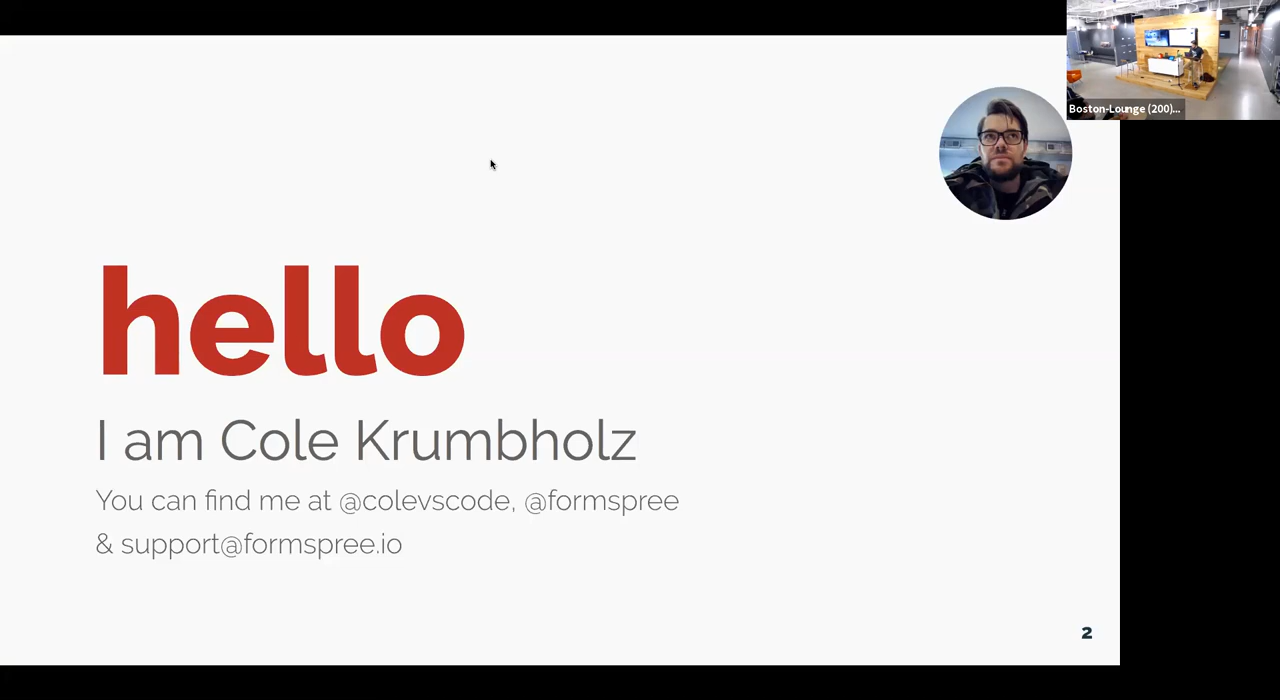 Boston-Lounge (200)...
hello
I am Cole Krumbholz
You can find me at @colevscode, @formspree
& support@formspree.io
2